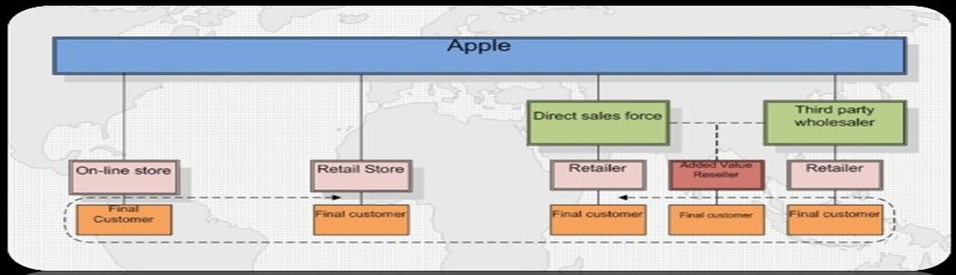 Apple
Direct sales force
Third party
wholesaler
On-line store
Retail Store
Retailer
Added Value
Reseller
Retailer
Final
Customer
Final customer
Final customer
Final customer
Final customer